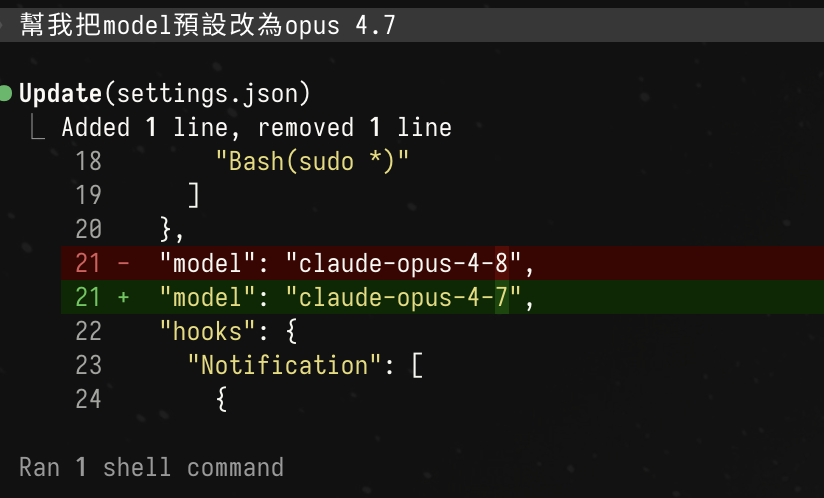 幫我把model預設改為opus 4.7
Update(settings.json)
Added 1 line, removed 1 line
18 "Bash(sudo *)"
19 ]
20 },
21 - "model": "claude-opus-4-8",
21 + "model": "claude-opus-4-7",
22 "hooks": {
23 "Notification": [
24 {
Ran 1 shell command